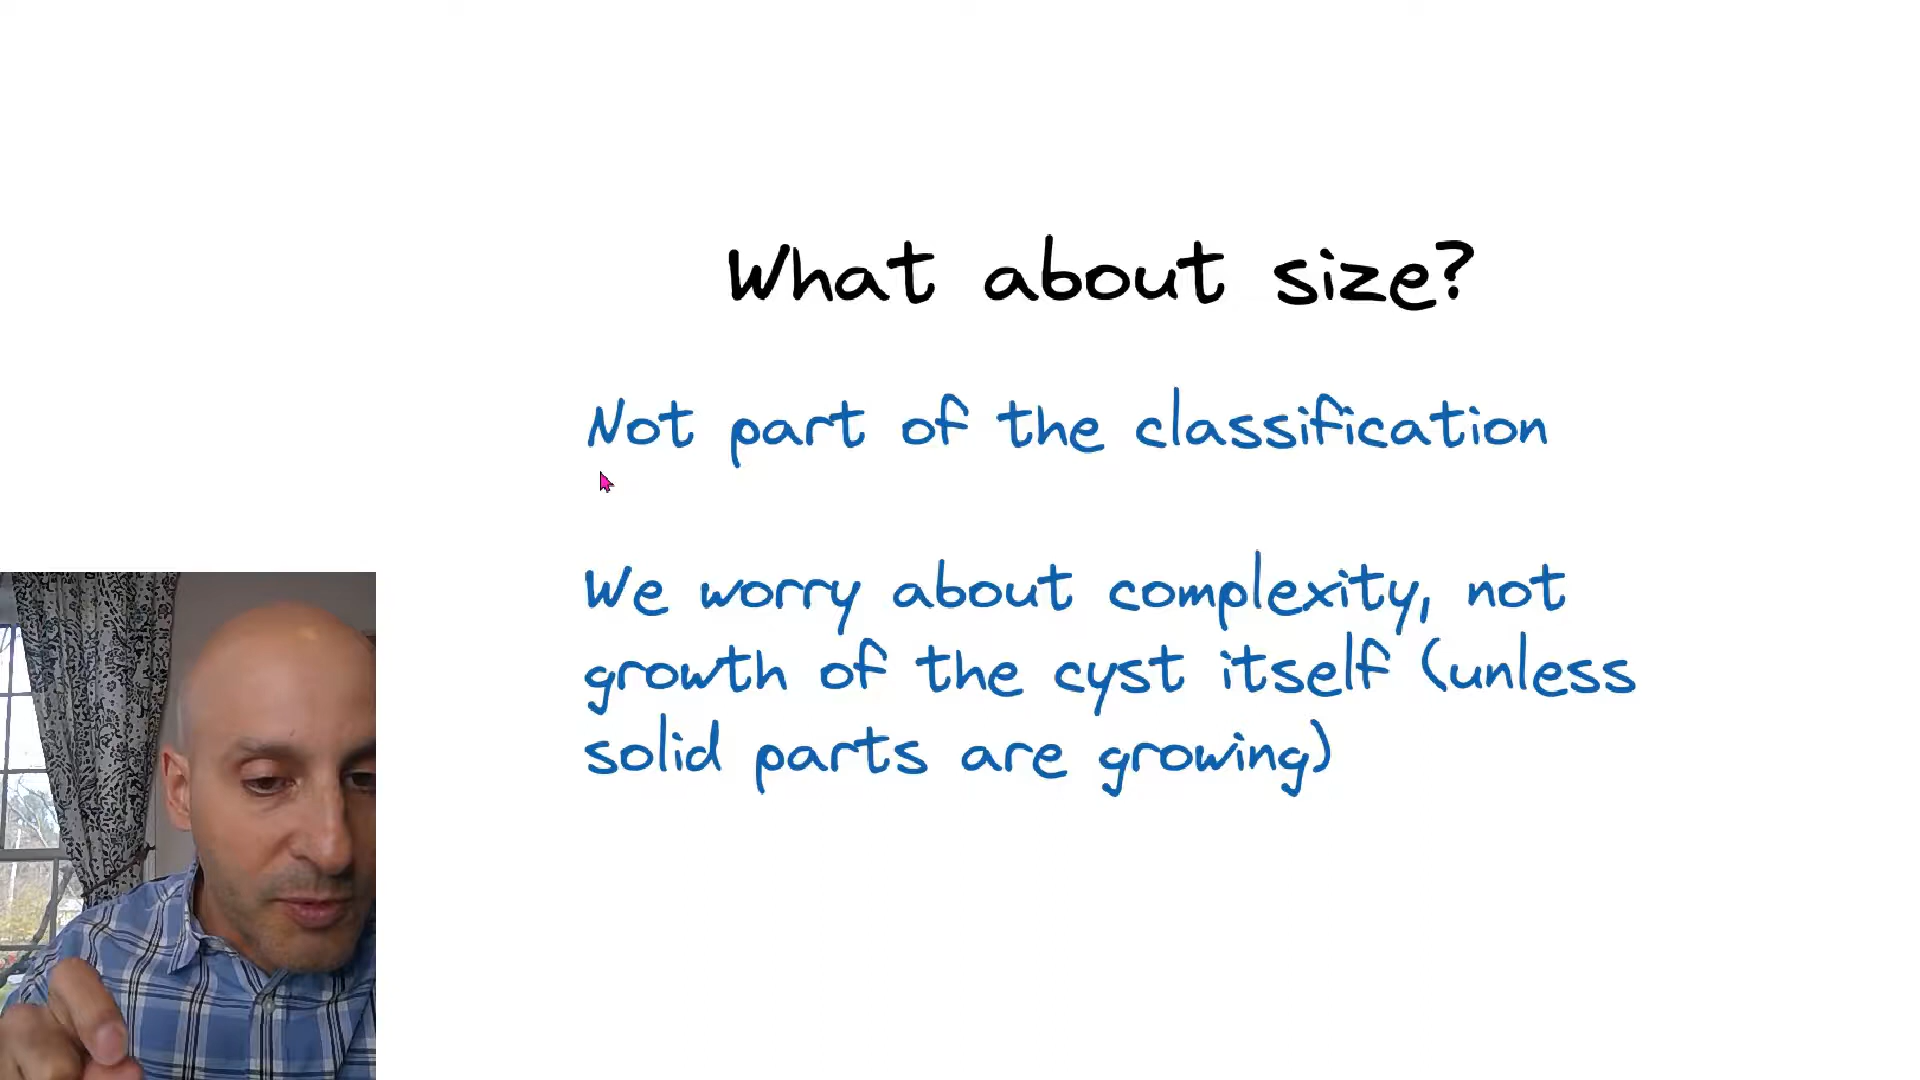 What about size?
Not part of the classification
We worry about complexity, not
growth of the cyst itself (unless
solid parts are growing)